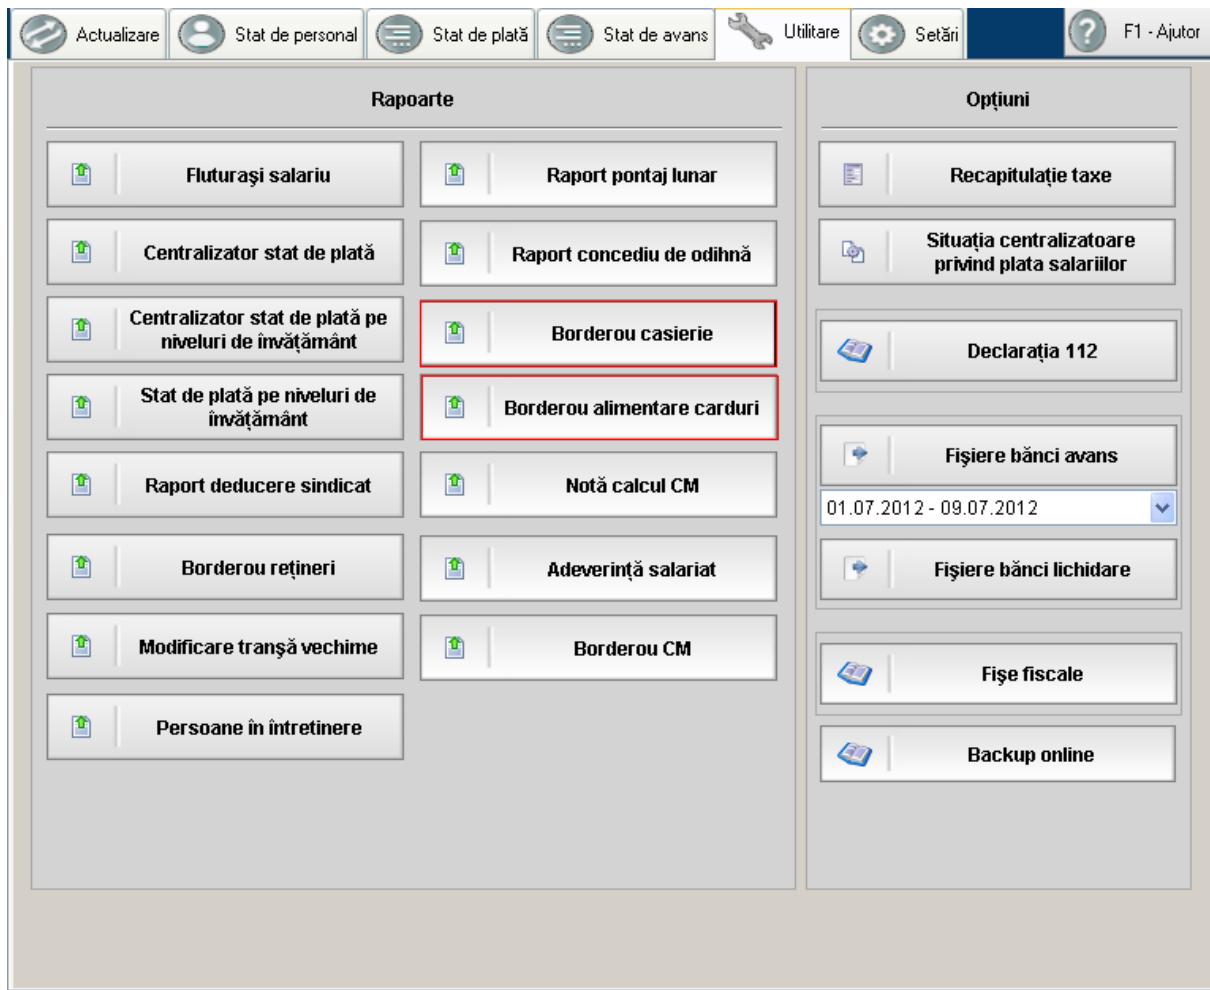 Actualizare
Stat de personal
Stat de plată
Stat de avans
Utilitare
Setări
F1 - Ajutor
Rapoarte
Fluturaşi salariu
Raport pontaj lunar
Centralizator stat de plată
Raport concediu de odihnă
Centralizator stat de plată pe
niveluri de învăţământ
Borderou casierie
Stat de plată pe niveluri de
învăţământ
Borderou alimentare carduri
Raport deducere sindicat
Notă calcul CM
Borderou reţineri
Adeverinţă salariat
Modificare tranşă vechime
Borderou CM
Persoane în întretinere
Opţiuni
Recapitulaţie taxe
Situaţia centralizatoare
privind plata salariilor
Declaraţia 112
Fişiere bănci avans
01.07.2012 - 09.07.2012
Fişiere bănci lichidare
Fişe fiscale
Backup online